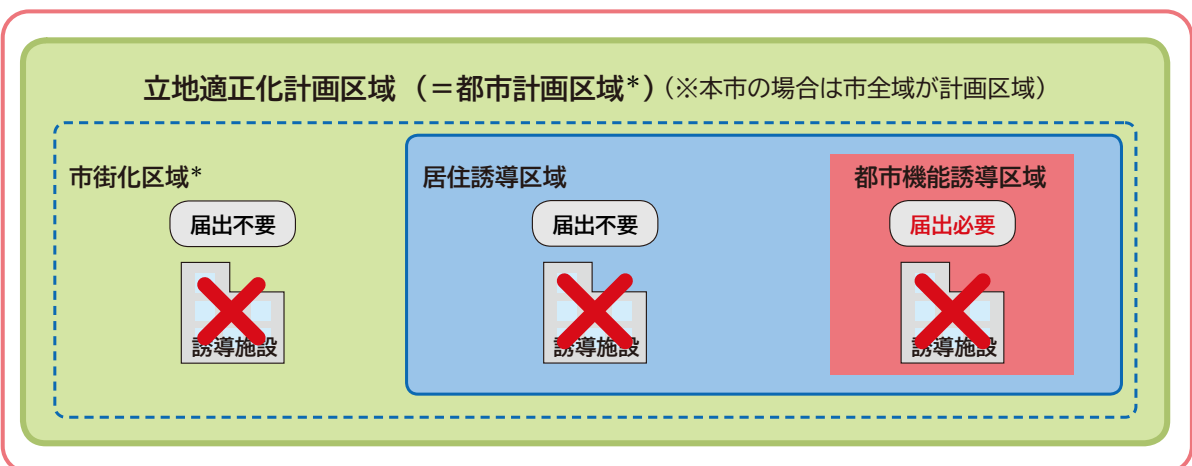 立地適正化計画区域 (=都市計画区域*)(※本市の場合は市全域が計画区域)
市街化区域*
届出不要
誘導施設
居住誘導区域
届出不要
誘導施設
都市機能誘導区域
届出必要
誘導施設